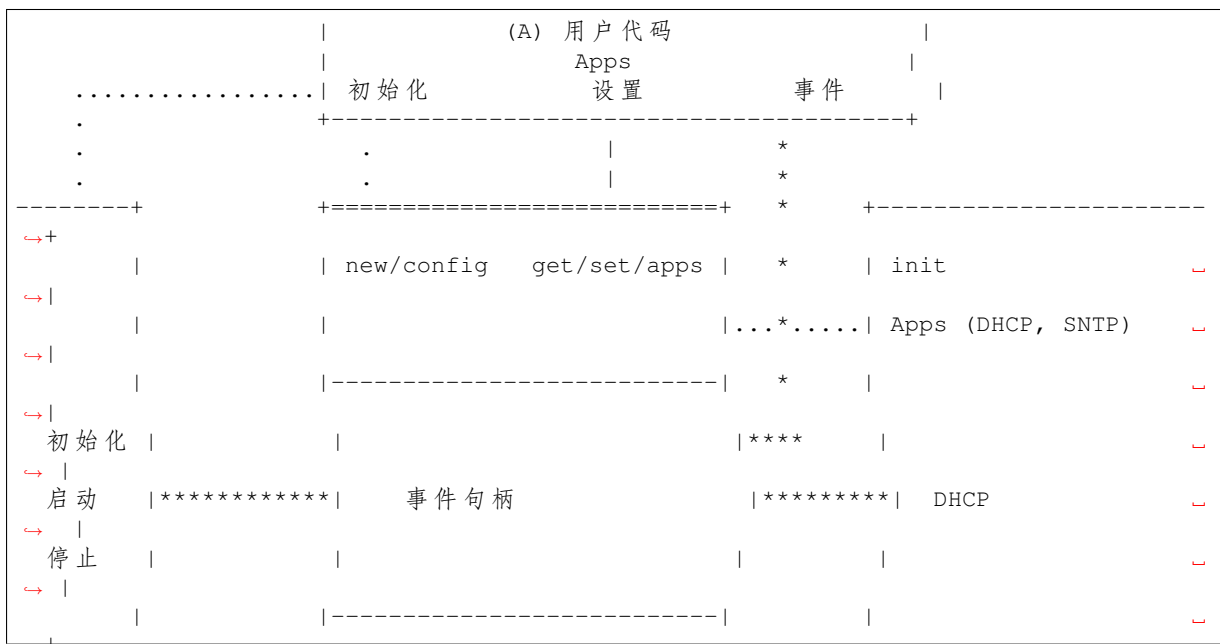 |            (A) 用户代码                 |
|                 Apps                   |
.................| 初始化           设置          事件      |
.                +----------------------------------------+
.                   .                |           *
.                   .                |           *
--------+            +===========================+   *     +-----------------------
↪+
|            | new/config   get/set/apps |   *     | init                 ␣
↪|
|            |                           |...*.....| Apps (DHCP, SNTP)    ␣
↪|
|            |---------------------------|   *     |                      ␣
↪|
初始化 |            |                           |****     |                      ␣
↪ |
启动   |************|    事件句柄                |*********|  DHCP                ␣
↪  |
停止   |            |                           |         |                      ␣
↪ |
|            |---------------------------|         |                      ␣